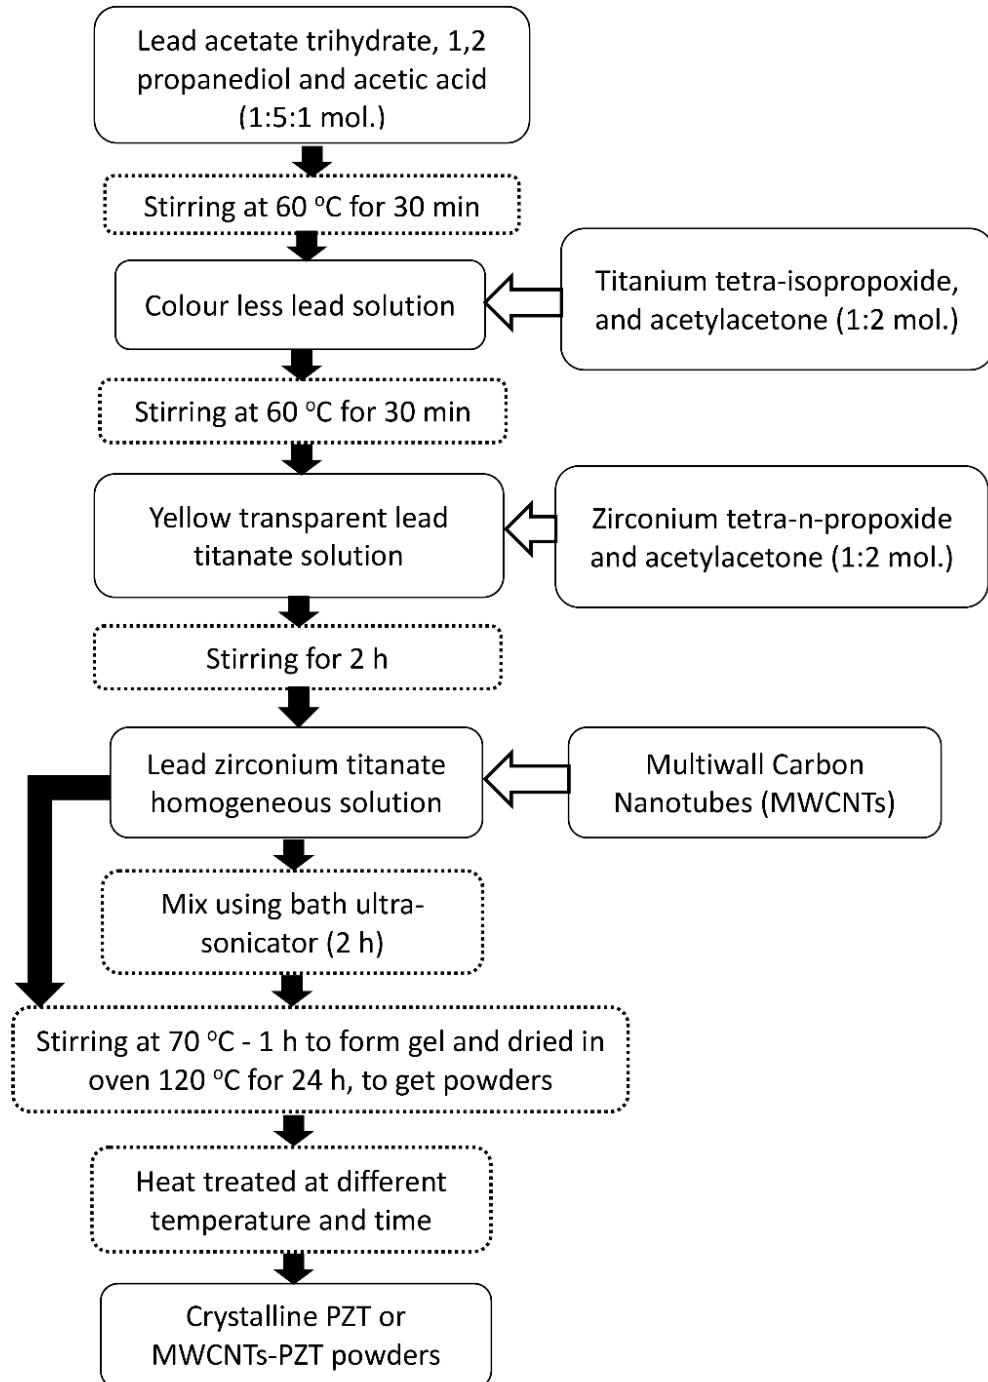 Lead acetate trihydrate, 1,2
propanediol and acetic acid
(1:5:1 mol.)
Stirring at 60 °C for 30 min
Colour less lead solution
Titanium tetra-isopropoxide,
and acetylacetone (1:2 mol.)
Stirring at 60 °C for 30 min
Yellow transparent lead
titanate solution
Zirconium tetra-n-propoxide
and acetylacetone (1:2 mol.)
Stirring for 2 h
Lead zirconium titanate
homogeneous solution
Multiwall Carbon
Nanotubes (MWCNTs)
Mix using bath ultra-
sonicator (2 h)
Stirring at 70 °C - 1 h to form gel and dried in
oven 120 °C for 24 h, to get powders
Heat treated at different
temperature and time
Crystalline PZT or
MWCNTs-PZT powders